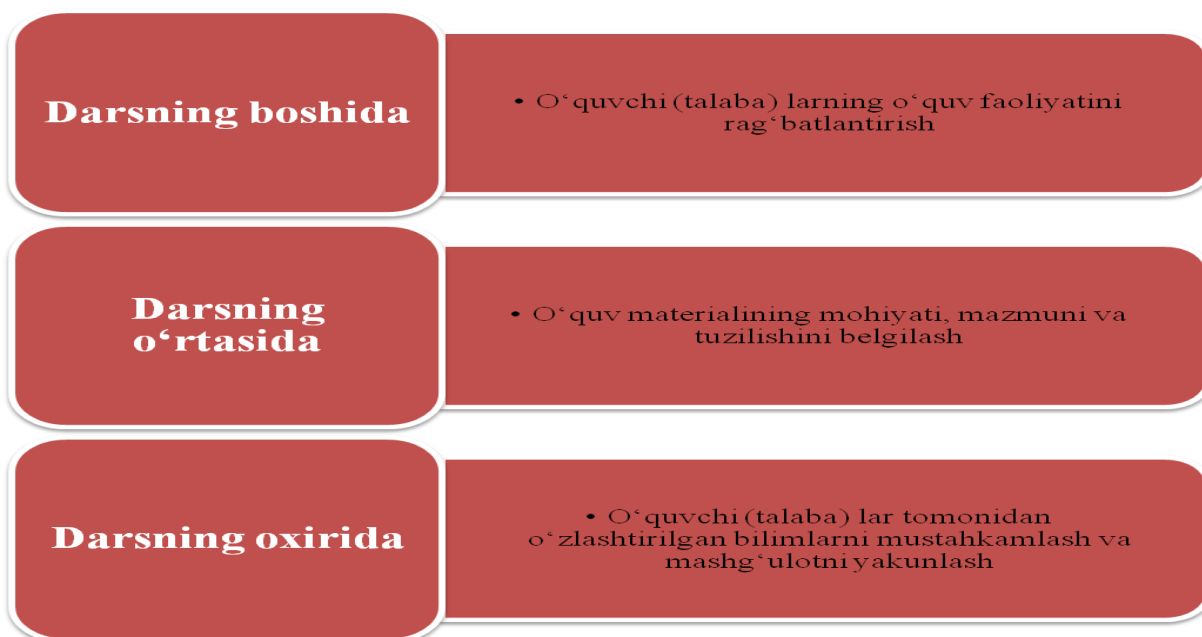 Darsning boshida
• O‘quvchi (talaba) larning o‘quv faoliyatini
rag‘batlantirish
Darsning
o‘rtasida
• O‘quv materialining mohiyati, mazmuni va
tuzilishini belgilash
Darsning oxirida
• O‘quvchi (talaba) lar tomonidan
o‘zlashtirilgan bilimlarni mustahkamlash va
mashg‘ulotni yakunlash